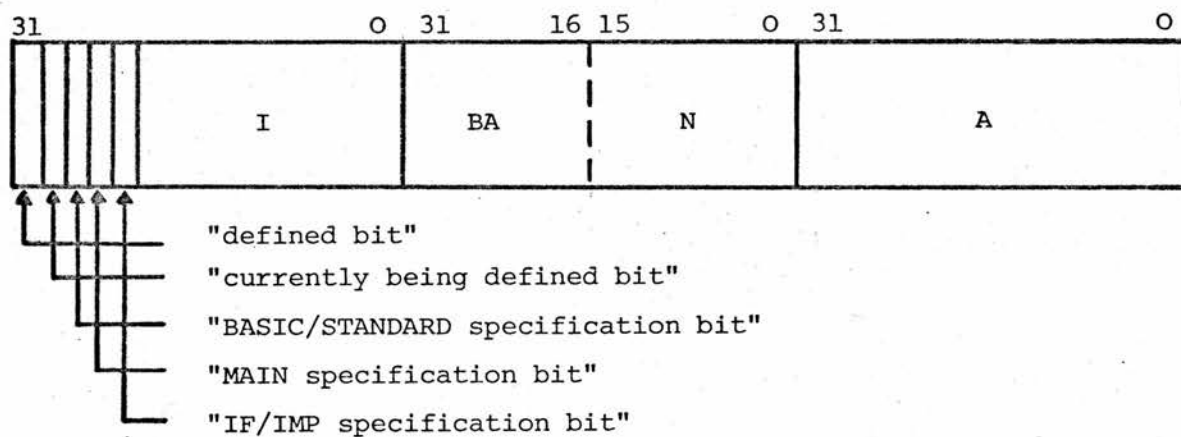 31 0 31 16 15 0 31 0
I BA N A
"defined bit"
"currently being defined bit"
"BASIC/STANDARD specification bit"
"MAIN specification bit"
"IF/IMP specification bit"